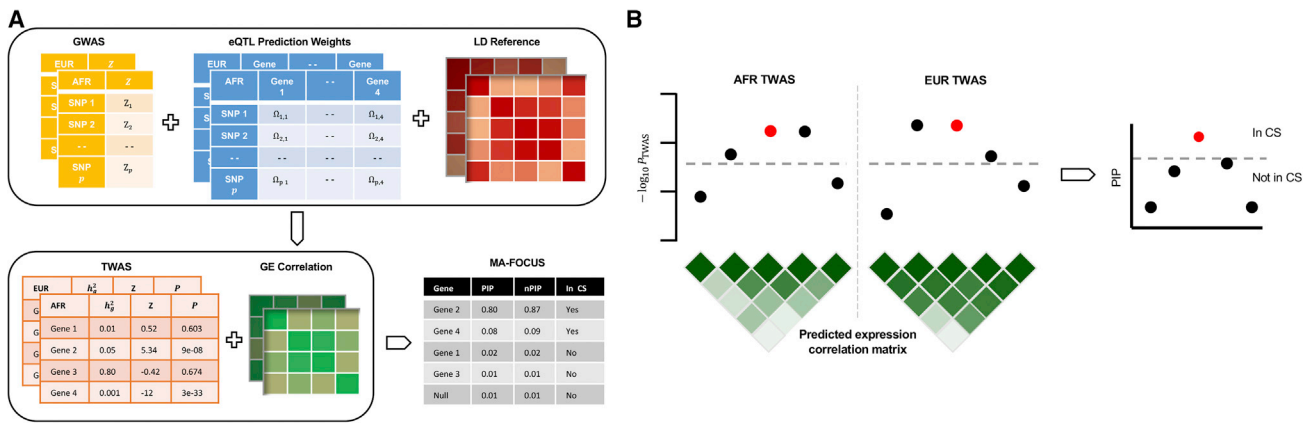 A
GWAS
eQTL Prediction Weights
LD Reference
EUR Z
AFR Z
SNP 1 Z1
SNP 2 Z2
-- --
SNP p Zp
EUR Gene -- Gene
AFR Gene 1 -- Gene 4
SNP 1 Ω1,1 -- Ω1,4
SNP 2 Ω2,1 -- Ω2,4
-- -- -- --
SNP p Ωp,1 -- Ωp,4
TWAS
GE Correlation
MA-FOCUS
EUR h²g Z P
AFR h²g Z P
Gene 1 0.01 0.52 0.603
Gene 2 0.05 5.34 9e-08
Gene 3 0.80 -0.42 0.674
Gene 4 0.001 -12 3e-33
Gene PIP nPIP In CS
Gene 2 0.80 0.87 Yes
Gene 4 0.08 0.09 Yes
Gene 1 0.02 0.02 No
Gene 3 0.01 0.01 No
Null 0.01 0.01 No
B
AFR TWAS
EUR TWAS
− log10 pTWAS
Predicted expression
correlation matrix
PIP
In CS
Not in CS